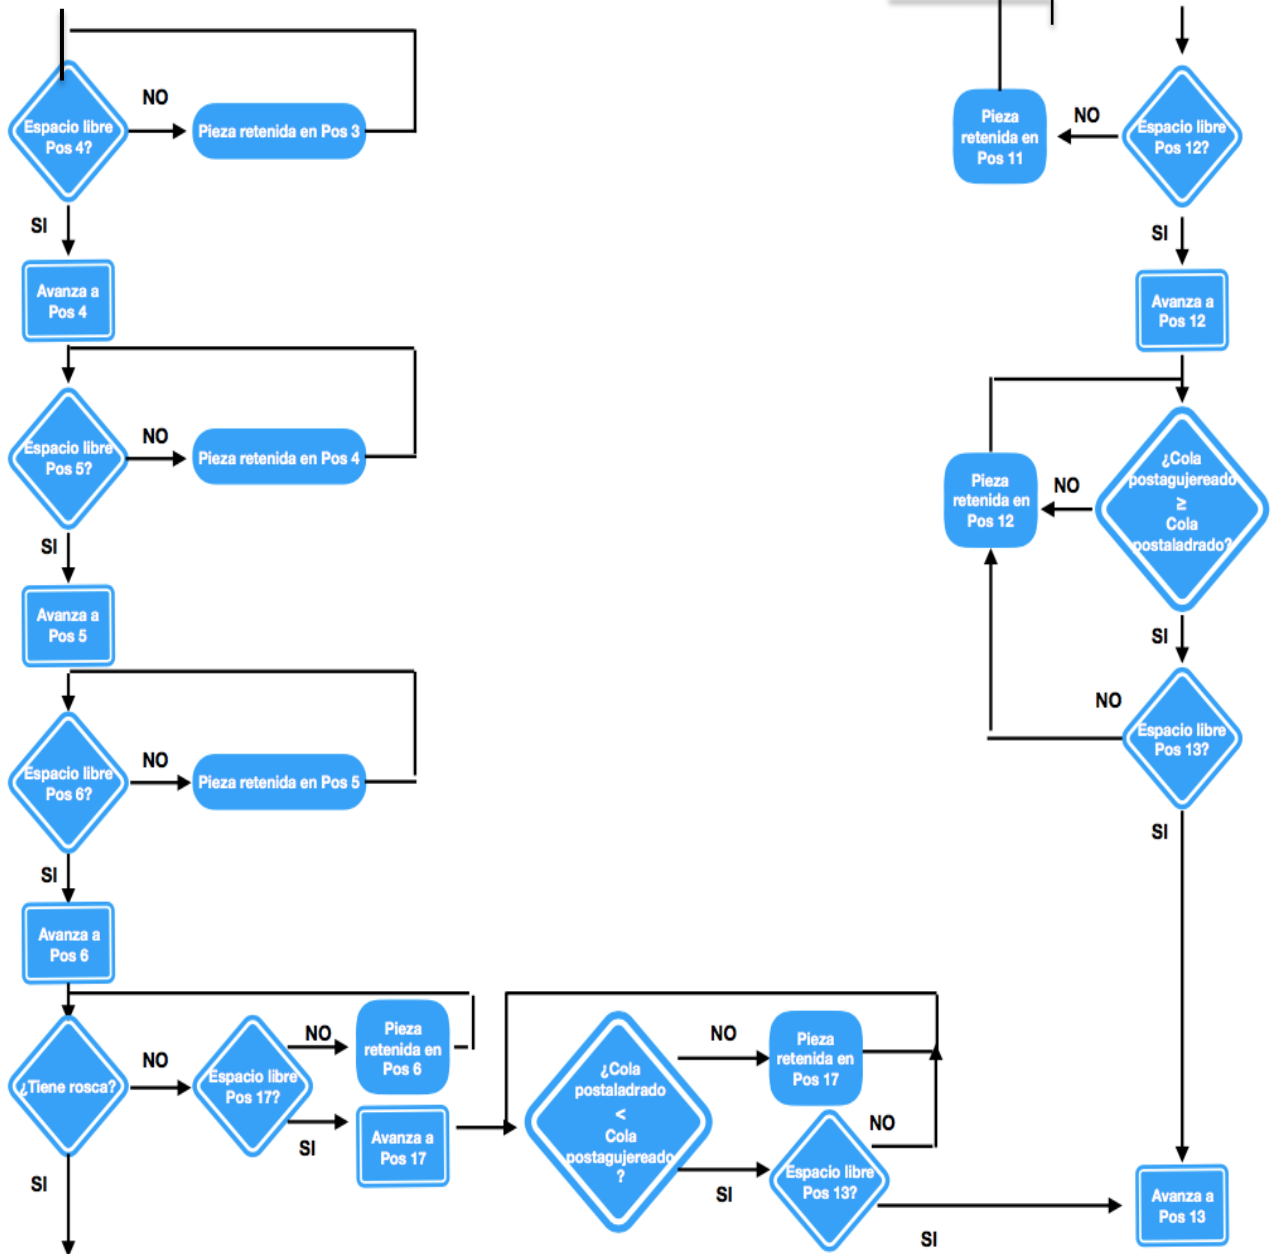 NO
Espacio libre
Pos 4?
Pieza retenida en Pos 3
SI
Avanza a
Pos 4
NO
Espacio libre
Pos 5?
Pieza retenida en Pos 4
SI
Avanza a
Pos 5
NO
Espacio libre
Pos 6?
Pieza retenida en Pos 5
SI
Avanza a
Pos 6
¿Tiene rosca?
NO
SI
Espacio libre
Pos 17?
NO
Pieza
retenida en
Pos 6
SI
Avanza a
Pos 17
¿Cola
postaladrado
<
Cola
postagujereado
?
NO
Pieza
retenida en
Pos 17
SI
Espacio libre
Pos 13?
NO
SI
Pieza
retenida en
Pos 11
NO
Espacio libre
Pos 12?
SI
Avanza a
Pos 12
Pieza
retenida en
Pos 12
NO
¿Cola
postagujereado
≥
Cola
postaladrado?
SI
NO
Espacio libre
Pos 13?
SI
Avanza a
Pos 13